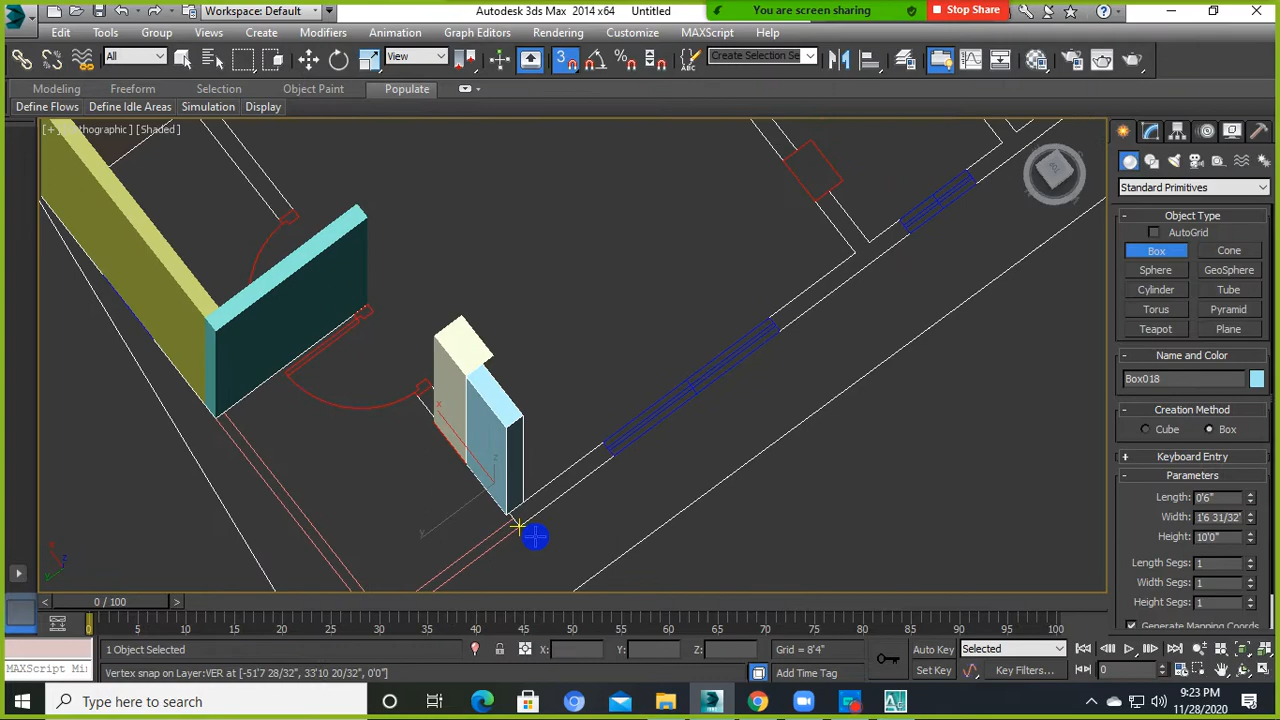 Workspace: Default
Autodesk 3ds Max 2014 x64
Untitled
You are screen sharing
Stop Share
Edit
Tools
Group
Views
Create
Modifiers
Animation
Graph Editors
Rendering
Customize
MAXScript
Help
All
View
3
Create Selection Se
Modeling
Freeform
Selection
Object Paint
Populate
Define Flows
Define Idle Areas
Simulation
Display
[+]
thographic ] [Shaded ]
x
z
y
Standard Primitives
Object Type
AutoGrid
Box
Cone
Sphere
GeoSphere
Cylinder
Tube
Torus
Pyramid
Teapot
Plane
Name and Color
Box018
Creation Method
Cube
Box
Keyboard Entry
Parameters
Length: 0'6"
Width: 1'6 31/32"
Height: 10'0"
Length Segs: 1
Width Segs: 1
Height Segs: 1
Generate Mapping Coords
0 / 100
0 5 10 15 20 25 30 35 40 45 50 55 60 65 70 75 80 85 90 95 100
1 Object Selected
X:
Y:
Z:
Grid = 8'4"
Auto Key
Selected
MAXScript Mi
Vertex snap on Layer:VER at [-51'7 28/32", 33'10 20/32", 0'0"]
Add Time Tag
Set Key
Key Filters...
0
Type here to search
9:23 PM
11/28/2020